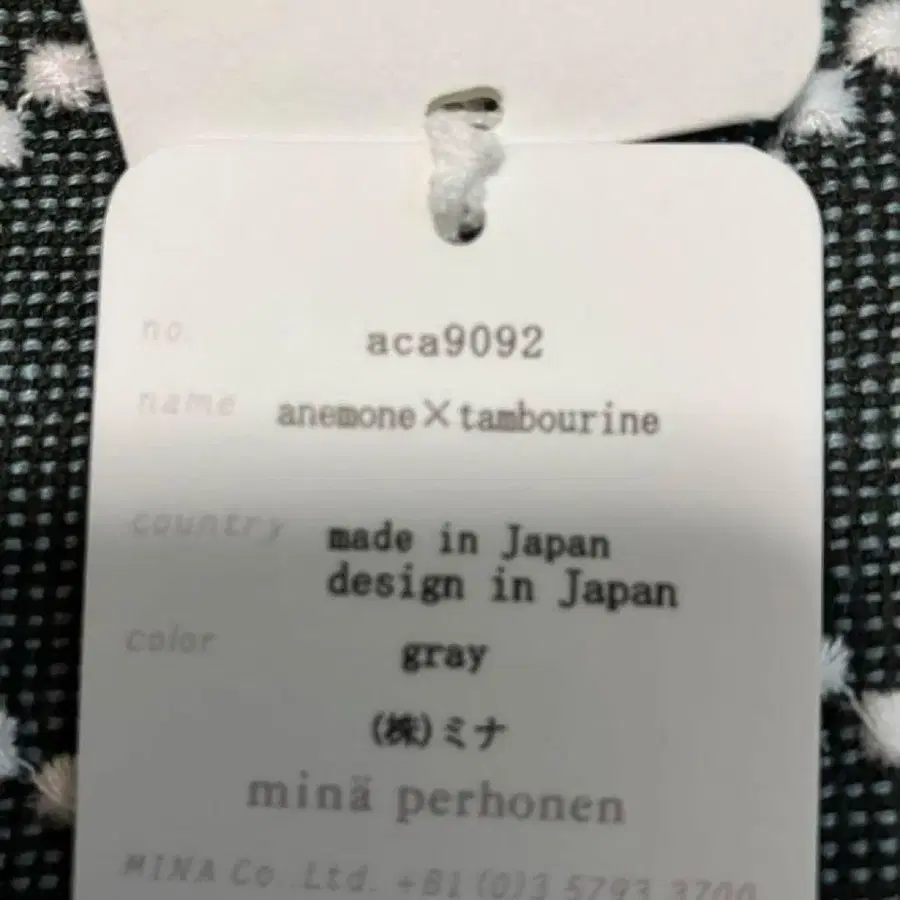 no. aca9092
name anemone×tambourine
country made in Japan
design in Japan
color gray
(株)ミナ
minä perhonen
MINA Co.,Ltd. +81(0)3 5793 3700